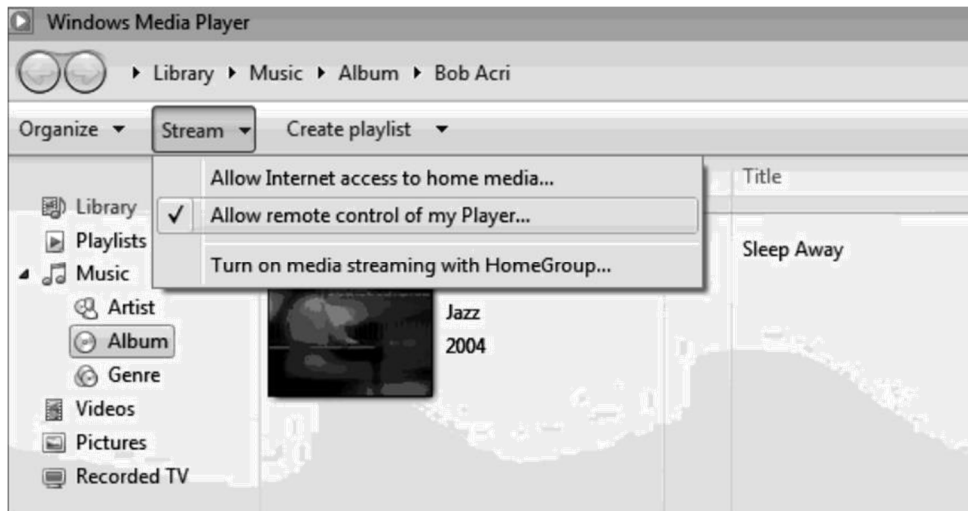 Windows Media Player
Library ▸ Music ▸ Album ▸ Bob Acri
Organize Stream Create playlist
Allow Internet access to home media...
Allow remote control of my Player...
Turn on media streaming with HomeGroup...
Title
Library
Playlists
Music
Artist
Album
Genre
Videos
Pictures
Recorded TV
Jazz
2004
Sleep Away